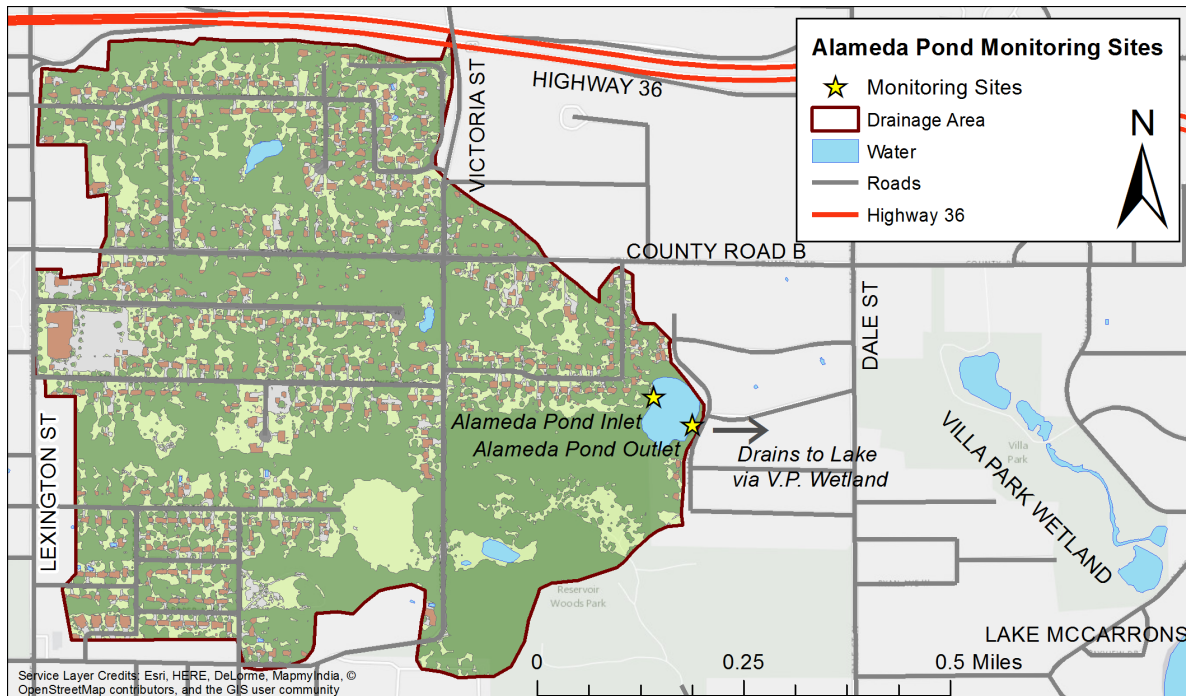 Alameda Pond Monitoring Sites
Monitoring Sites
Drainage Area
Water
Roads
Highway 36
N
HIGHWAY 36
VICTORIA ST
COUNTY ROAD B
DALE ST
LEXINGTON ST
Alameda Pond Inlet
Alameda Pond Outlet
Drains to Lake
via V.P. Wetland
Villa
Park
VILLA PARK WETLAND
Reservoir
Woods Park
LAKE MCCARRONS
0 0.25 0.5 Miles
Service Layer Credits: Esri, HERE, DeLorme, MapmyIndia, ©
OpenStreetMap contributors, and the GIS user community